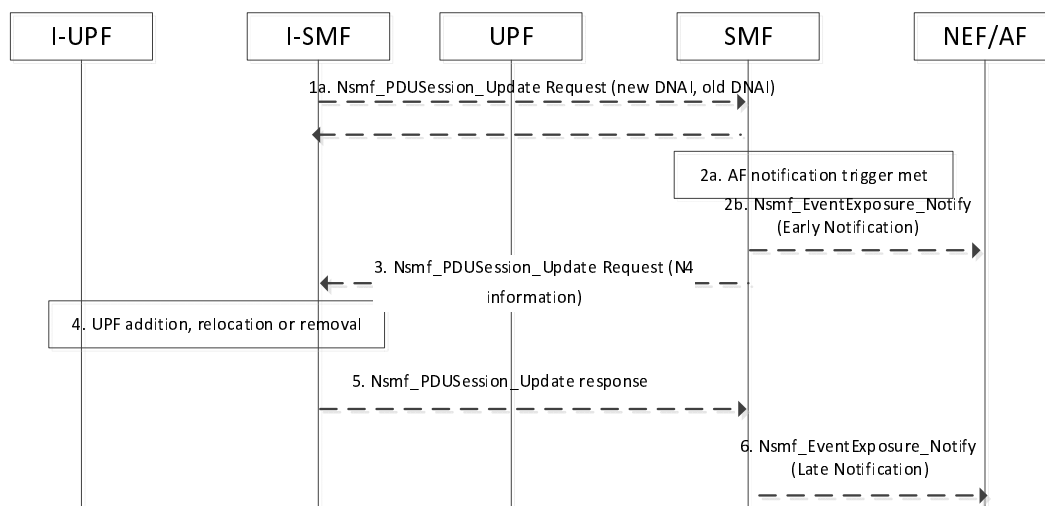 I-UPF
I-SMF
UPF
SMF
NEF/AF
1a. Nsmf_PDUSession_Update Request (new DNAI, old DNAI)
2a. AF notification trigger met
2b. Nsmf_EventExposure_Notify
(Early Notification)
3. Nsmf_PDUSession_Update Request (N4
information)
4. UPF addition, relocation or removal
5. Nsmf_PDUSession_Update response
6. Nsmf_EventExposure_Notify
(Late Notification)